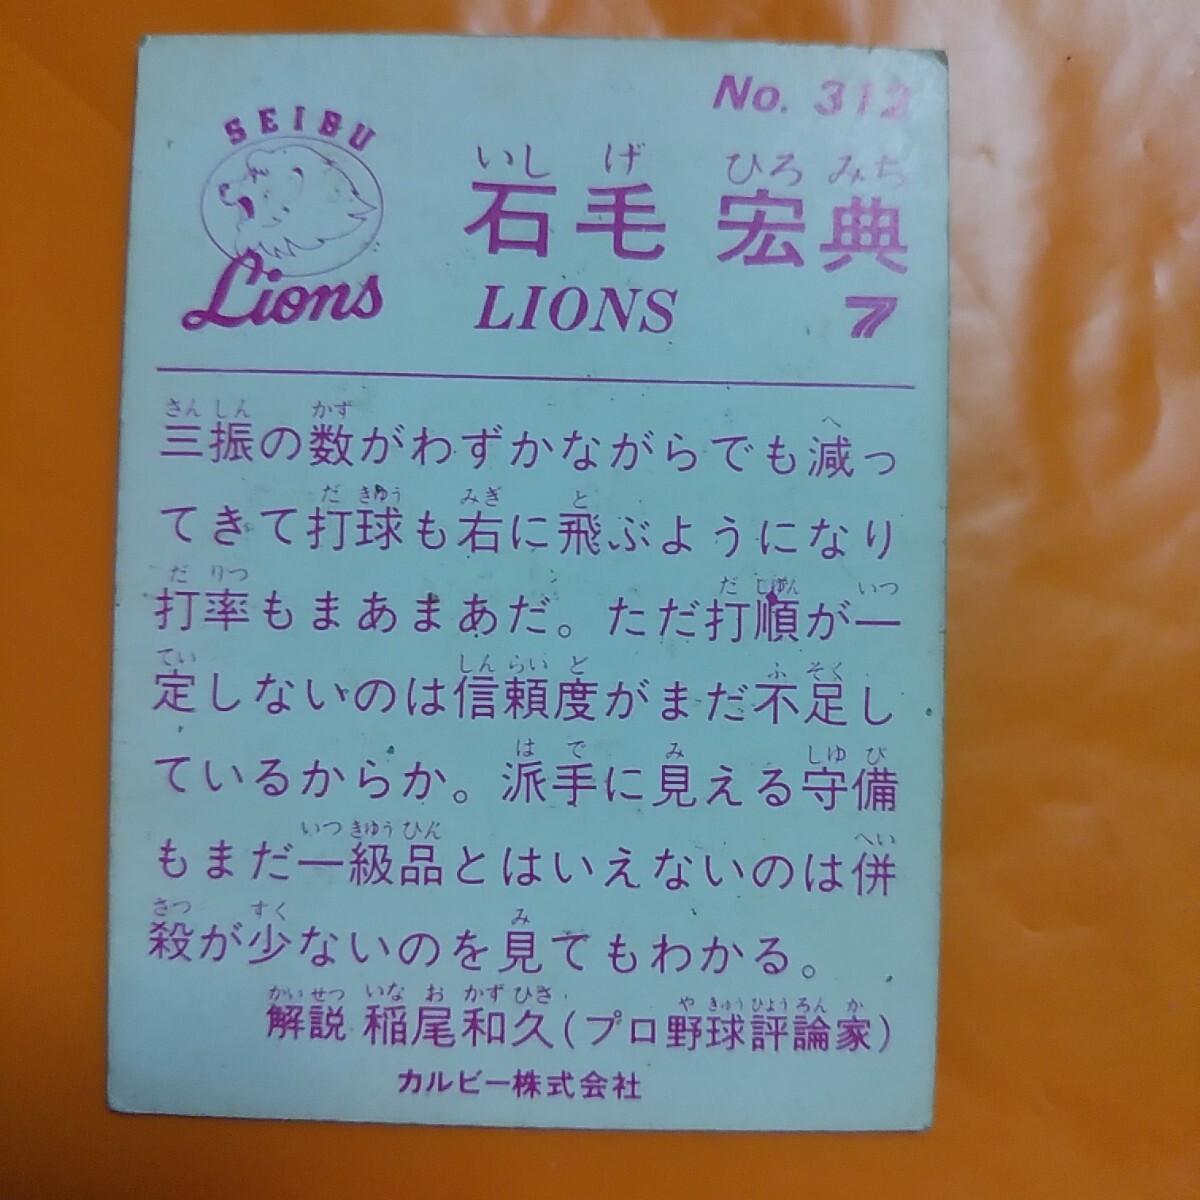 No. 312
SEIBU
Lions
いしげ ひろみち
石毛 宏典
LIONS 7
さんしん かず へ
三振の数がわずかながらでも減っ
だきゅう みぎ と
てきて打球も右に飛ぶようになり
だりつ だじゅん いつ
打率もまあまあだ。ただ打順が一
てい しんらいど ふそく
定しないのは信頼度がまだ不足し
はで み しゆび
ているからか。派手に見える守備
いつきゆうひん へい
もまだ一級品とはいえないのは併
さつ すく み
殺が少ないのを見てもわかる。
かいせつ いなおかずひさ やきゅうひょうろんか
解説 稲尾和久(プロ野球評論家)
カルビー株式会社